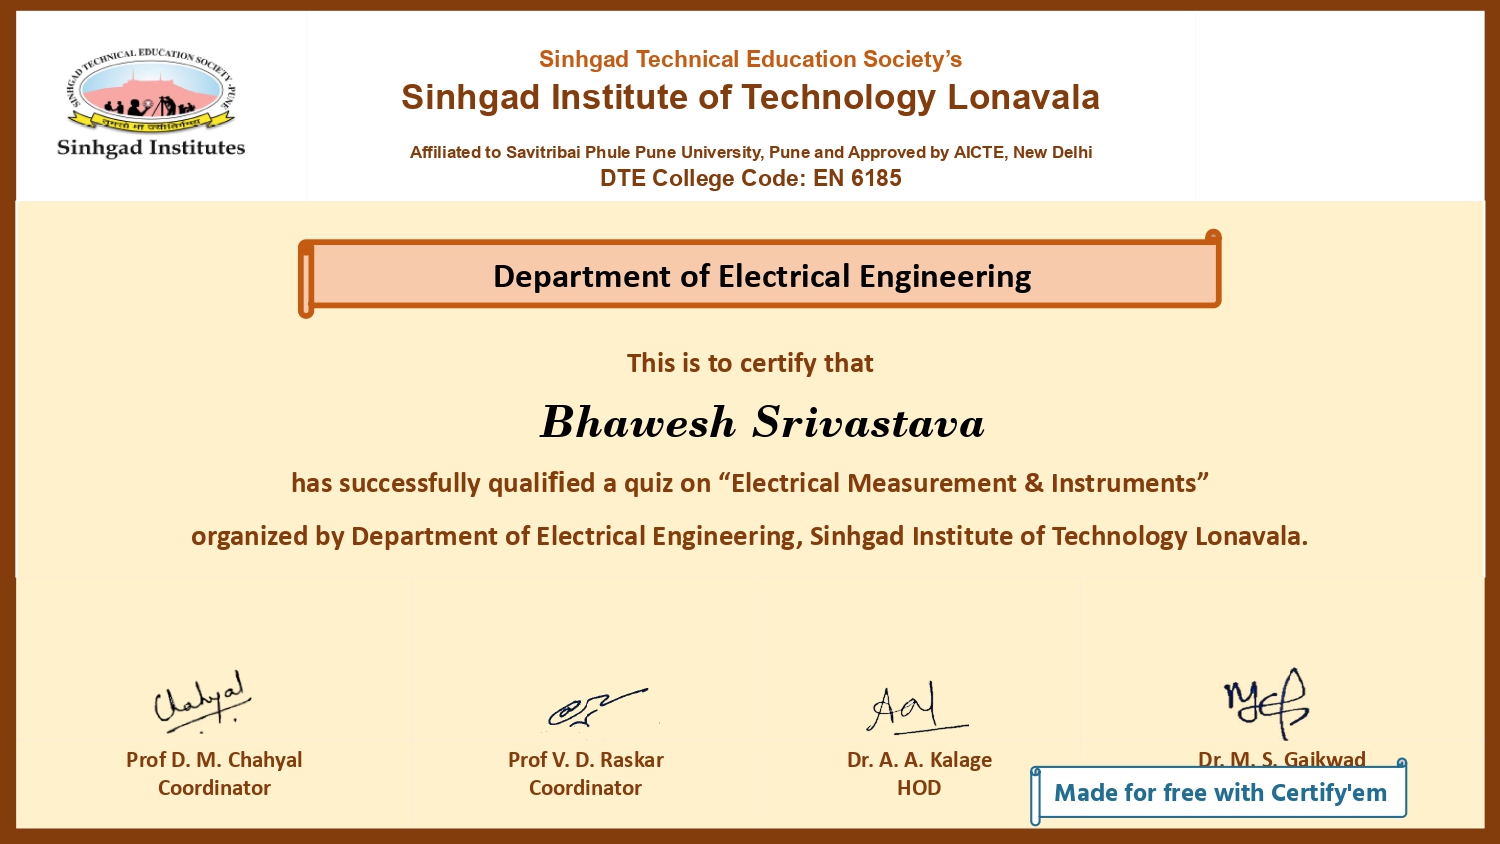 SINHGAD TECHNICAL EDUCATION SOCIETY - PUNE
Sinhgad Institutes
Sinhgad Technical Education Society’s
Sinhgad Institute of Technology Lonavala
Affiliated to Savitribai Phule Pune University, Pune and Approved by AICTE, New Delhi
DTE College Code: EN 6185
Department of Electrical Engineering
This is to certify that
Bhawesh Srivastava
has successfully qualified a quiz on “Electrical Measurement & Instruments”
organized by Department of Electrical Engineering, Sinhgad Institute of Technology Lonavala.
Chahyal
Prof D. M. Chahyal Prof V. D. Raskar Dr. A. A. Kalage Dr. M. S. Gaikwad
Coordinator Coordinator HOD
Made for free with Certify'em